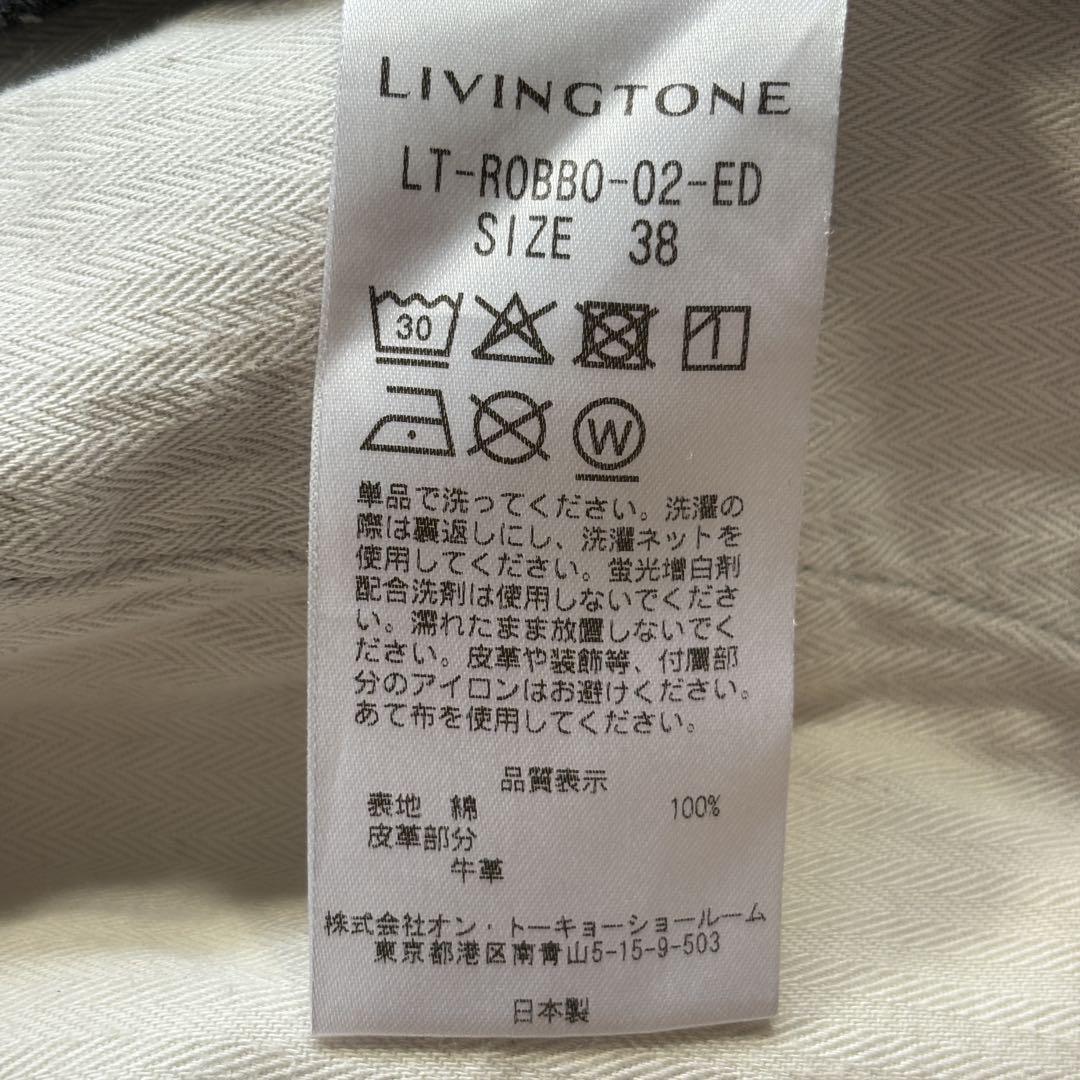 LIVINGTONE
LT-ROBBO-02-ED
SIZE 38
30
W
単品で洗ってください。洗濯の
際は裏返しにし、洗濯ネットを
使用してください。蛍光増白剤
配合洗剤は使用しないでくださ
い。濡れたまま放置しないでく
ださい。皮革や装飾等、付属部
分のアイロンはお避けください。
あて布を使用してください。
品質表示
表地 綿 100%
皮革部分
牛革
株式会社オン・トーキョーショールーム
東京都港区南青山5-15-9-503
日本製